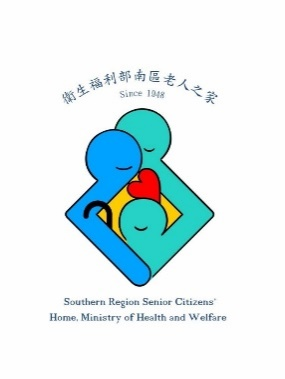 衛生福利部南區老人之家
Since 1948
Southern Region Senior Citizens'
Home, Ministry of Health and Welfare